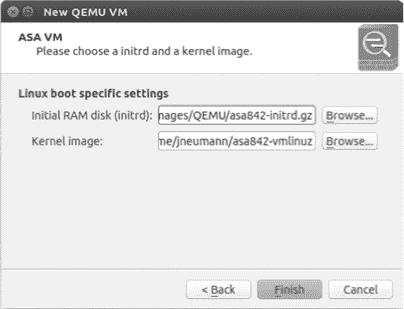 New QEMU VM
ASA VM
Please choose a initrd and a kernel image.
Linux boot specific settings
Initial RAM disk (initrd): nages/QEMU/asa842-initrd.gz Browse...
Kernel image: me/jneumann/asa842-vmlinuz Browse...
< Back Finish Cancel